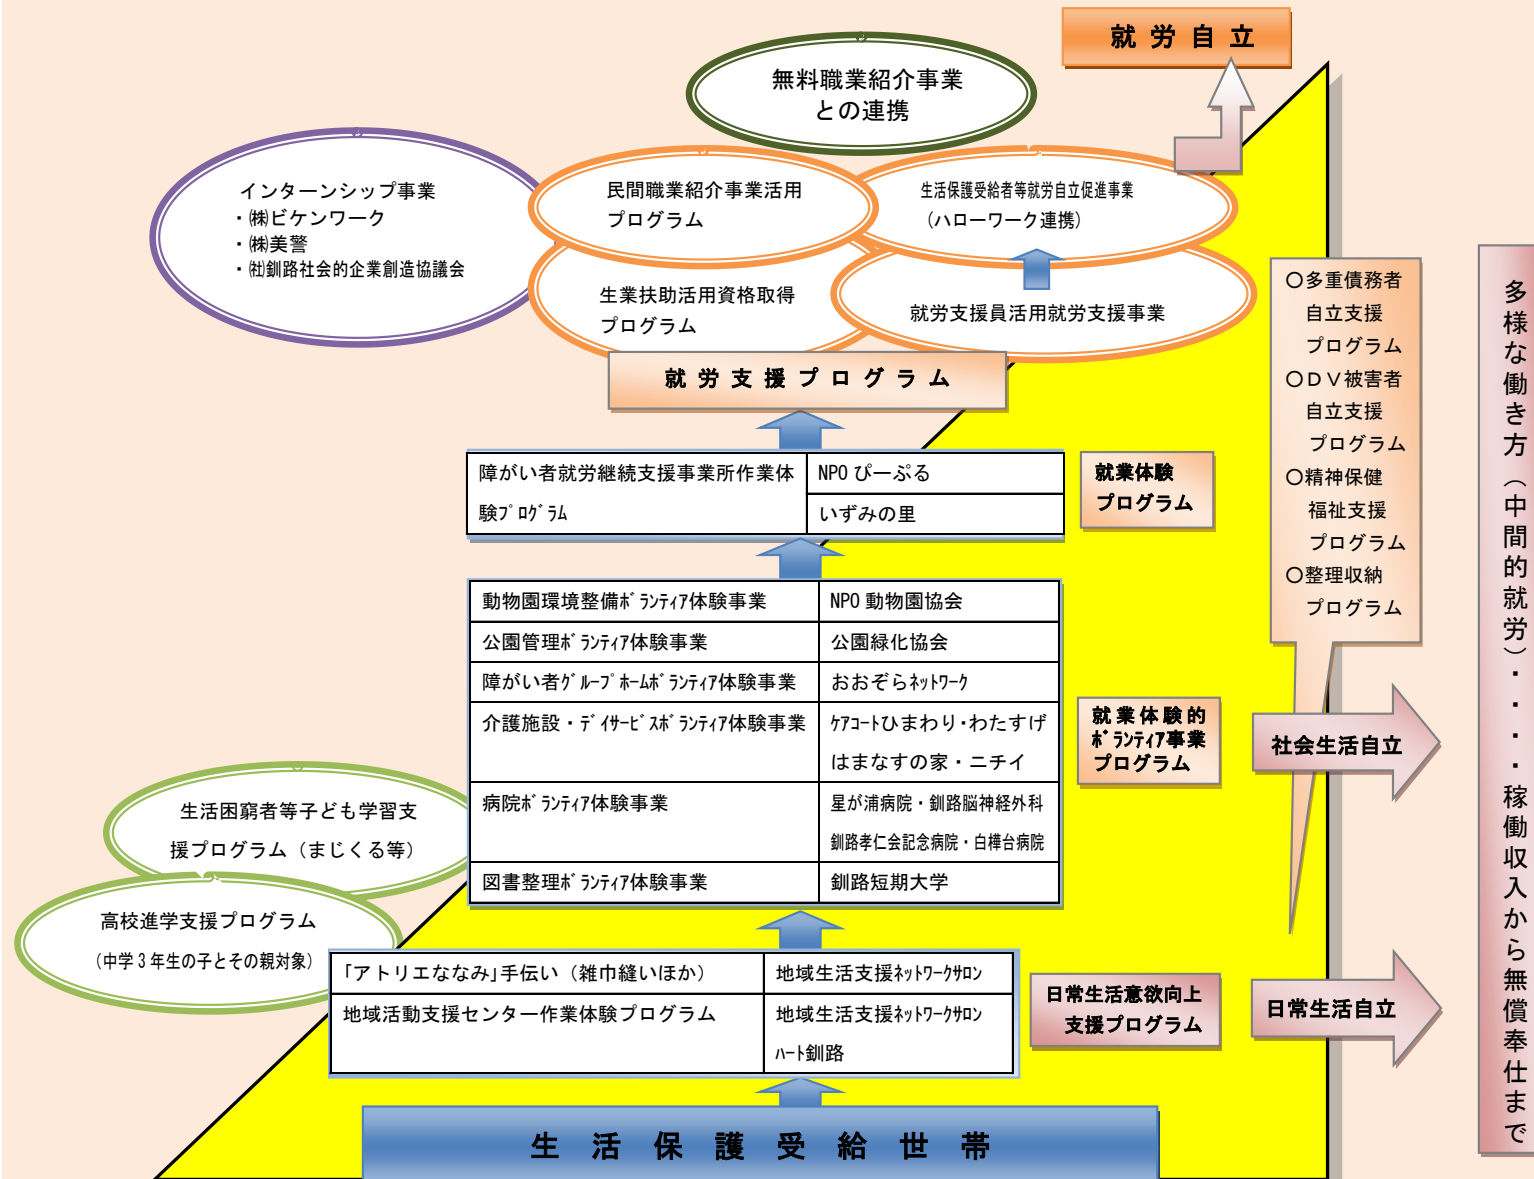 就労自立
無料職業紹介事業
との連携
インターンシップ事業
・㈱ビケンワーク
・㈱美警
・㈳釧路社会的企業創造協議会
民間職業紹介事業活用
プログラム
生活保護受給者等就労自立促進事業
(ハローワーク連携)
生業扶助活用資格取得
プログラム
就労支援員活用就労支援事業
就労支援プログラム
障がい者就労継続支援事業所作業体
験ﾌﾟﾛｸﾞﾗﾑ
NPO ぴーぷる
いずみの里
就業体験
プログラム
動物園環境整備ﾎﾞﾗﾝﾃｨｱ体験事業
NPO 動物園協会
公園管理ﾎﾞﾗﾝﾃｨｱ体験事業
公園緑化協会
障がい者ｸﾞﾙｰﾌﾟﾎｰﾑﾎﾞﾗﾝﾃｨｱ体験事業
おおぞらﾈｯﾄﾜｰｸ
介護施設・ﾃﾞｲｻｰﾋﾞｽﾎﾞﾗﾝﾃｨｱ体験事業
ｹｱｺｰﾄひまわり・わたすげ
はまなすの家・ニチイ
病院ﾎﾞﾗﾝﾃｨｱ体験事業
星が浦病院・釧路脳神経外科
釧路孝仁会記念病院・白樺台病院
図書整理ﾎﾞﾗﾝﾃｨｱ体験事業
釧路短期大学
就業体験的
ﾎﾞﾗﾝﾃｨｱ事業
プログラム
生活困窮者等子ども学習支
援プログラム（まじくる等）
高校進学支援プログラム
（中学３年生の子とその親対象）
「アトリエななみ」手伝い（雑巾縫いほか）
地域生活支援ﾈｯﾄﾜｰｸｻﾛﾝ
地域活動支援センター作業体験プログラム
地域生活支援ﾈｯﾄﾜｰｸｻﾛﾝ
ﾊｰﾄ釧路
日常生活意欲向上
支援プログラム
生活保護受給世帯
〇多重債務者
自立支援
プログラム
〇ＤＶ被害者
自立支援
プログラム
〇精神保健
福祉支援
プログラム
〇整理収納
プログラム
社会生活自立
日常生活自立
多様な働き方（中間的就労）・・・・稼働収入から無償奉仕まで